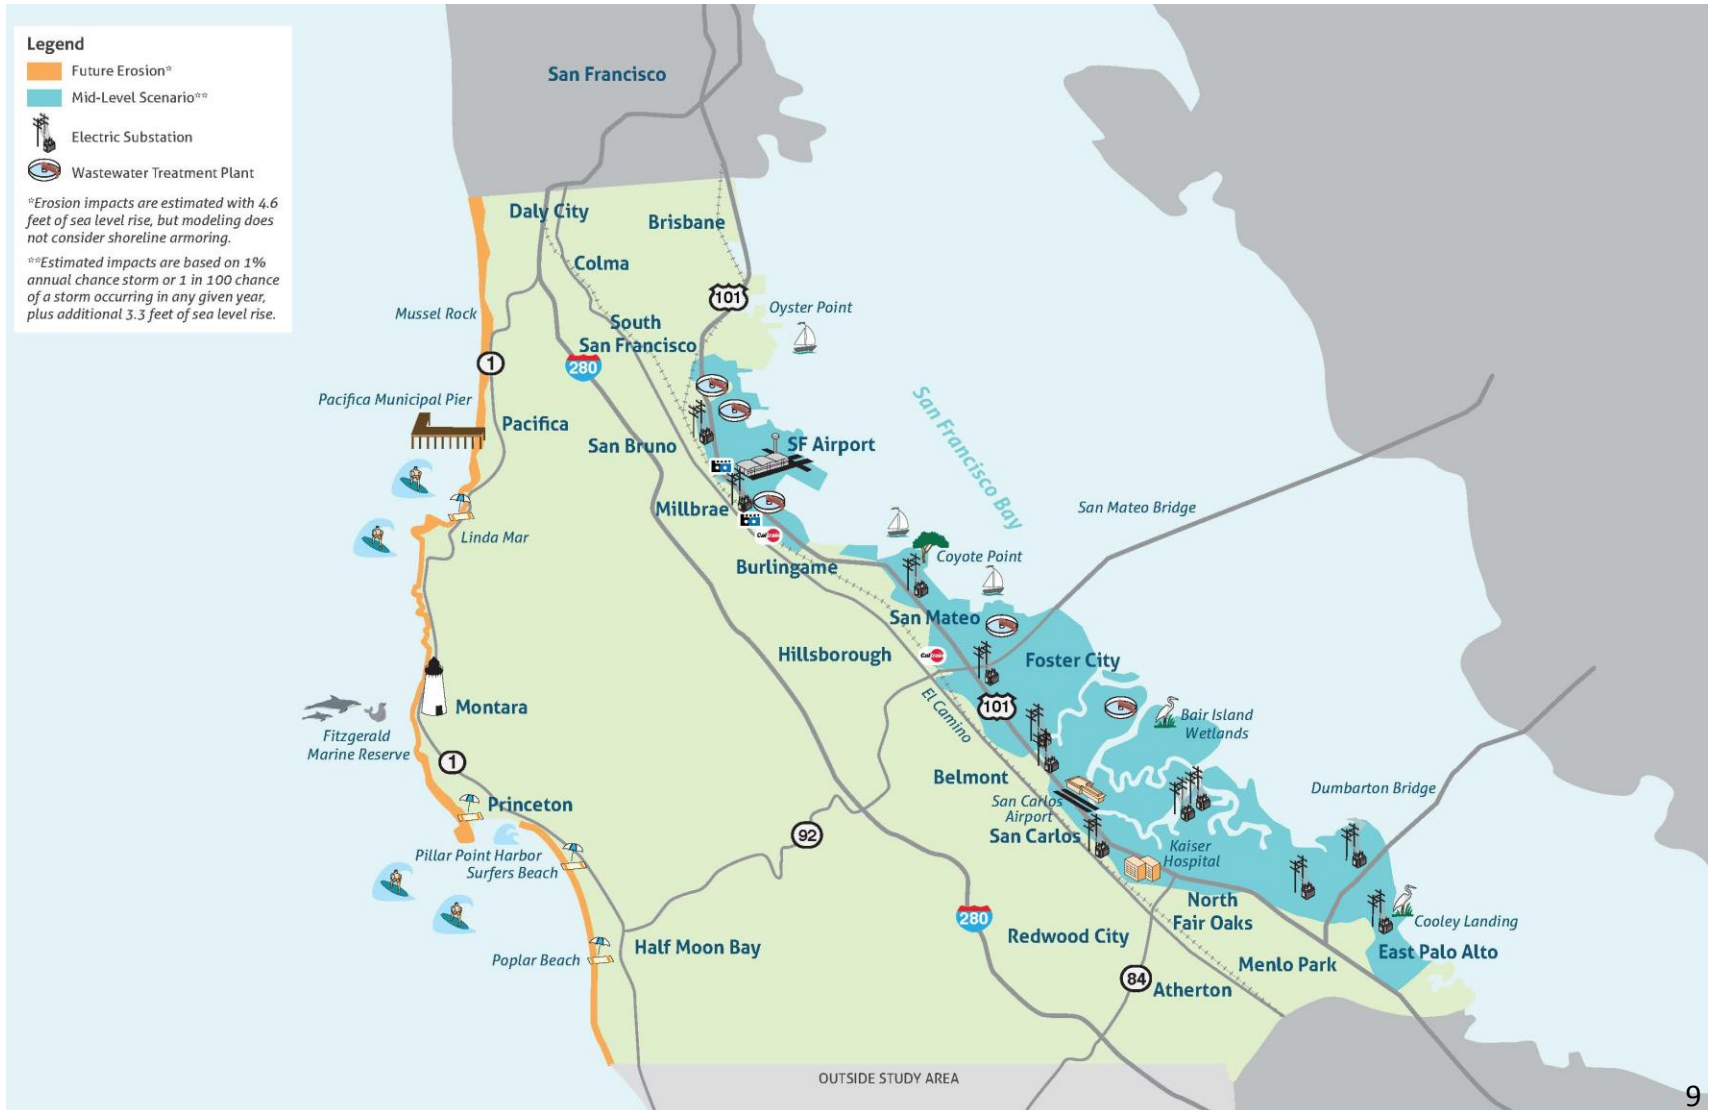 Legend
Future Erosion*
Mid-Level Scenario**
Electric Substation
Wastewater Treatment Plant
*Erosion impacts are estimated with 4.6
feet of sea level rise, but modeling does
not consider shoreline armoring.
**Estimated impacts are based on 1%
annual chance storm or 1 in 100 chance
of a storm occurring in any given year,
plus additional 3.3 feet of sea level rise.
San Francisco
Daly City
Brisbane
Colma
101
Oyster Point
Mussel Rock
South
San Francisco
1
280
Pacifica Municipal Pier
Pacifica
San Bruno
SF Airport
San Francisco Bay
Millbrae
San Mateo Bridge
Linda Mar
Cal
Burlingame
Coyote Point
San Mateo
Hillsborough
Cal
Foster City
El Camino
101
Montara
Bair Island
Wetlands
Fitzgerald
Marine Reserve
1
Belmont
Dumbarton Bridge
Princeton
San Carlos
Airport
92
San Carlos
Kaiser
Hospital
Pillar Point Harbor
Surfers Beach
North
Fair Oaks
280
Cooley Landing
Redwood City
Half Moon Bay
Poplar Beach
East Palo Alto
Menlo Park
84
Atherton
OUTSIDE STUDY AREA
9